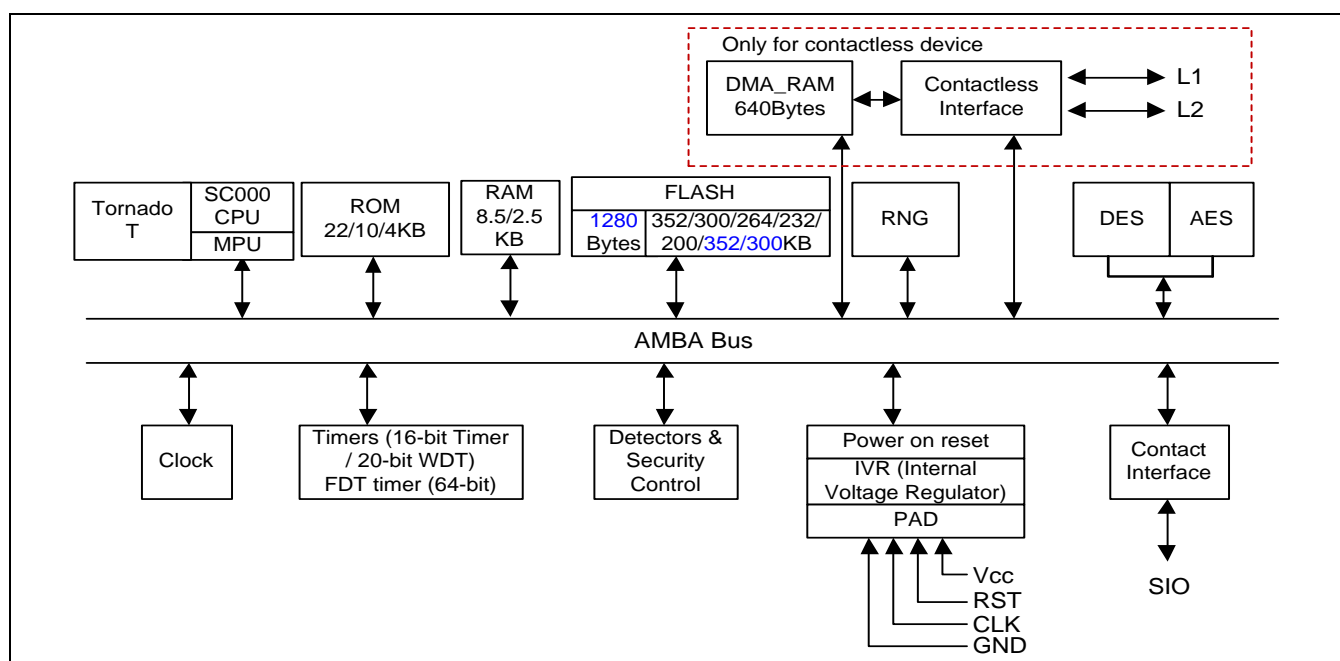 Only for contactless device
DMA_RAM
640Bytes
Contactless
Interface
L1
L2
Tornado
T
SC000
CPU
MPU
ROM
22/10/4KB
RAM
8.5/2.5
KB
FLASH
1280
Bytes
352/300/264/232/
200/352/300KB
RNG
DES
AES
AMBA Bus
Clock
Timers (16-bit Timer
/ 20-bit WDT)
FDT timer (64-bit)
Detectors &
Security
Control
Power on reset
IVR (Internal
Voltage Regulator)
PAD
Vcc
RST
CLK
GND
Contact
Interface
SIO